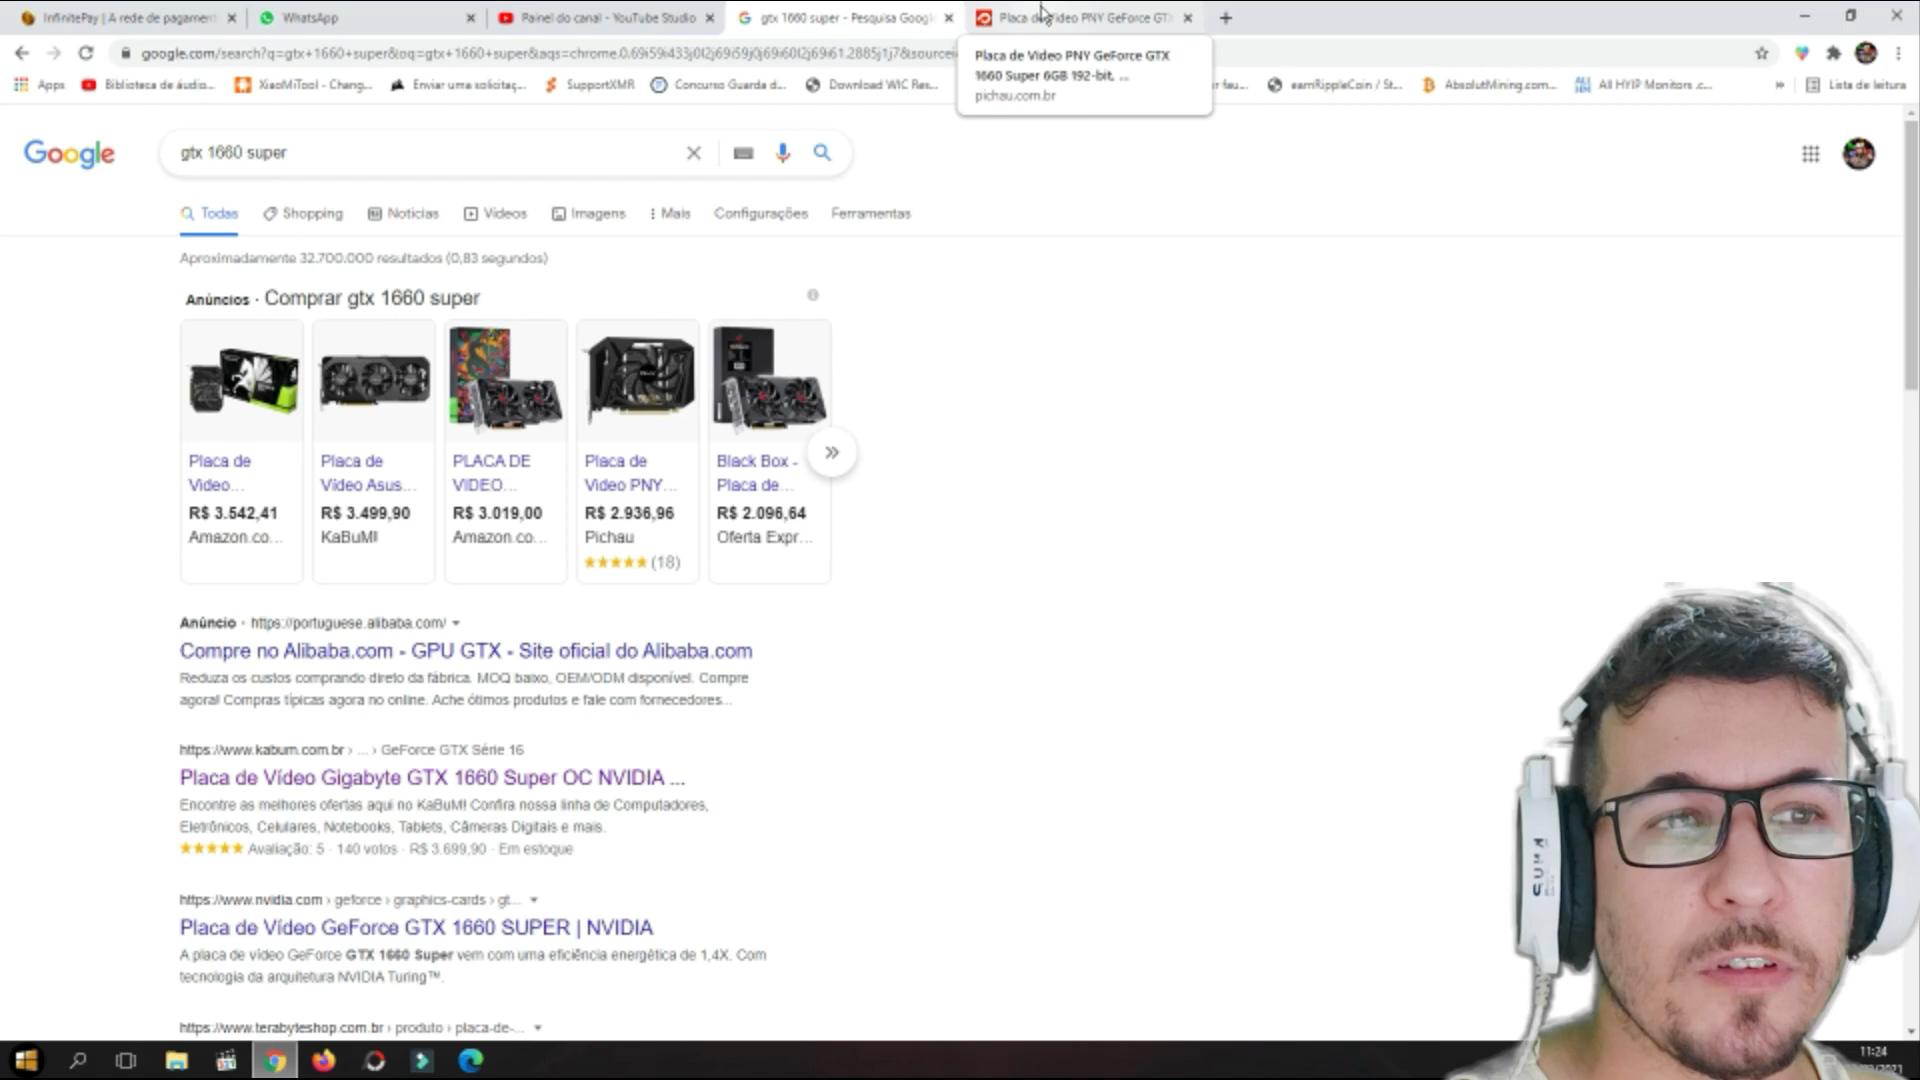 InfinitePay | A rede de pagament
WhatsApp
Painel do canal - YouTube Studio
gtx 1660 super - Pesquisa Googl
Placa de Video PNY GeForce GT
google.com/search?q=gtx+1660+super&oq=gtx+1660+super&aqs=chrome.0.69i59i433j0l2j69i59j0j69i60l2j69i61.2885j1j7&source
Placa de Video PNY GeForce GTX
1660 Super 6GB 192-bit, ...
pichau.com.br
Apps
Biblioteca de áudio...
XiaoMiTool - Chang...
Enviar uma solicitaç...
SupportXMR
Concurso Guarda d...
Download WIC Res...
earnRippleCoin / St...
AbsolutMining.com...
All HYIP Monitors .c...
Lista de leitura
Google
gtx 1660 super
Todas
Shopping
Notícias
Vídeos
Imagens
Mais
Configurações
Ferramentas
Aproximadamente 32.700.000 resultados (0,83 segundos)
Anúncios · Comprar gtx 1660 super
Placa de
Video...
R$ 3.542,41
Amazon.co...
Placa de
Vídeo Asus...
R$ 3.499,90
KaBuM!
PLACA DE
VIDEO...
R$ 3.019,00
Amazon.co...
Placa de
Video PNY...
R$ 2.936,96
Pichau
★★★★★ (18)
Black Box -
Placa de...
R$ 2.096,64
Oferta Expr...
Anúncio · https://portuguese.alibaba.com/
Compre no Alibaba.com - GPU GTX - Site oficial do Alibaba.com
Reduza os custos comprando direto da fábrica. MOQ baixo, OEM/ODM disponível. Compre
agora! Compras típicas agora no online. Ache ótimos produtos e fale com fornecedores...
https://www.kabum.com.br › ... › GeForce GTX Série 16
Placa de Vídeo Gigabyte GTX 1660 Super OC NVIDIA ...
Encontre as melhores ofertas aqui no KaBuM! Confira nossa linha de Computadores,
Eletrônicos, Celulares, Notebooks, Tablets, Câmeras Digitais e mais.
★★★★★ Avaliação: 5 · 140 votos · R$ 3.699,90 · Em estoque
https://www.nvidia.com › geforce › graphics-cards › gt...
Placa de Vídeo GeForce GTX 1660 SUPER | NVIDIA
A placa de vídeo GeForce GTX 1660 Super vem com uma eficiência energética de 1,4X. Com
tecnologia da arquitetura NVIDIA Turing™.
https://www.terabyteshop.com.br › produto › placa-de-...
11:24